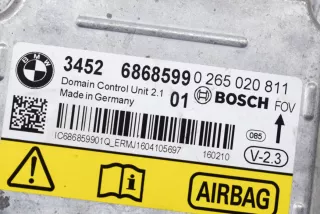 BMW
3452 6868599 0 265 020 811
Domain Control Unit 2.1 01 BOSCH FOV
Made in Germany
085
IC686859901Q_ERMJ1604105697 160210
V-2.3
AIRBAG